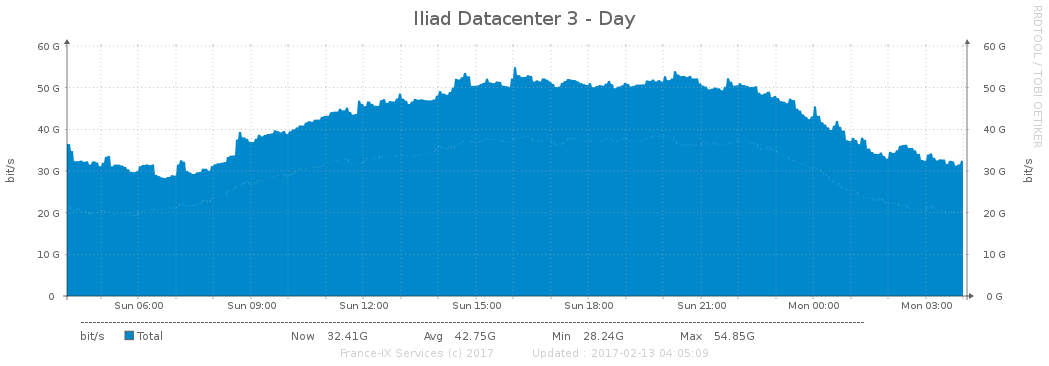 Iliad Datacenter 3 - Day
RRDTOOL / TOBI OETIKER
60 G 60 G
50 G 50 G
40 G 40 G
30 G 30 G
20 G 20 G
10 G 10 G
0 0 G
bit/s bit/s
Sun 06:00 Sun 09:00 Sun 12:00 Sun 15:00 Sun 18:00 Sun 21:00 Mon 00:00 Mon 03:00
bit/s Total Now 32.41G Avg 42.75G Min 28.24G Max 54.85G
France-IX Services (c) 2017 Updated : 2017-02-13 04:05:09